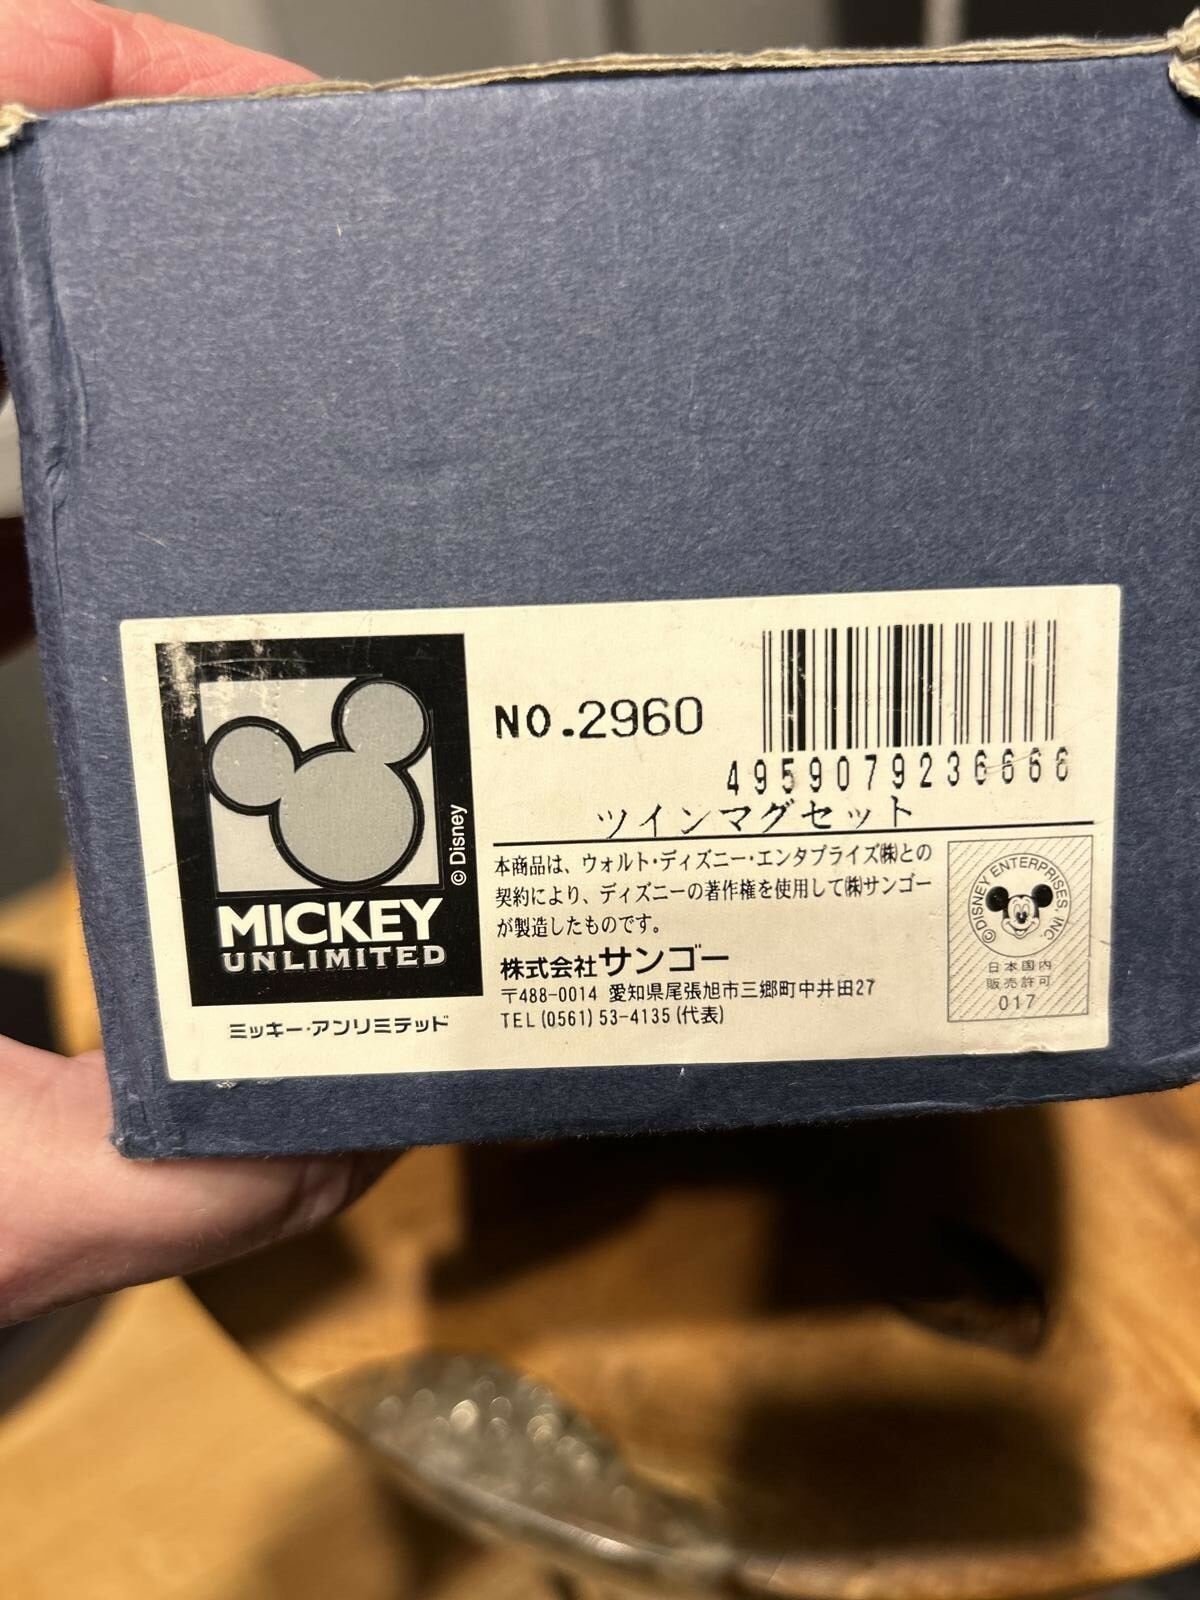 NO.2960
4959079236666
ツインマグセット
© Disney
MICKEY
UNLIMITED
ミッキー・アンリミテッド
本商品は、ウォルト・ディズニー・エンタプライズ㈱との
契約により、ディズニーの著作権を使用して㈱サンゴー
が製造したものです。
株式会社サンゴー
〒488-0014 愛知県尾張旭市三郷町中井田27
TEL (0561) 53-4135 (代表)
©DISNEY ENTERPRISES, INC.
日本国内
販売許可
017